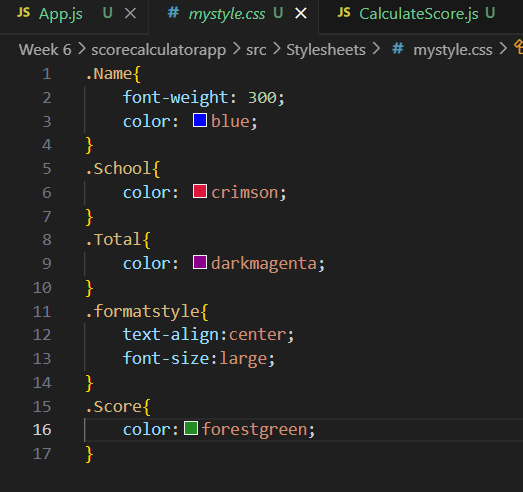 JS App.js U X # mystyle.css U X JS CalculateScore.js U
Week 6 > scorecalculatorapp > src > Stylesheets > # mystyle.css >
1 .Name{
2 font-weight: 300;
3 color: blue;
4 }
5 .School{
6 color: crimson;
7 }
8 .Total{
9 color: darkmagenta;
10 }
11 .formatstyle{
12 text-align:center;
13 font-size:large;
14 }
15 .Score{
16 color:forestgreen;
17 }